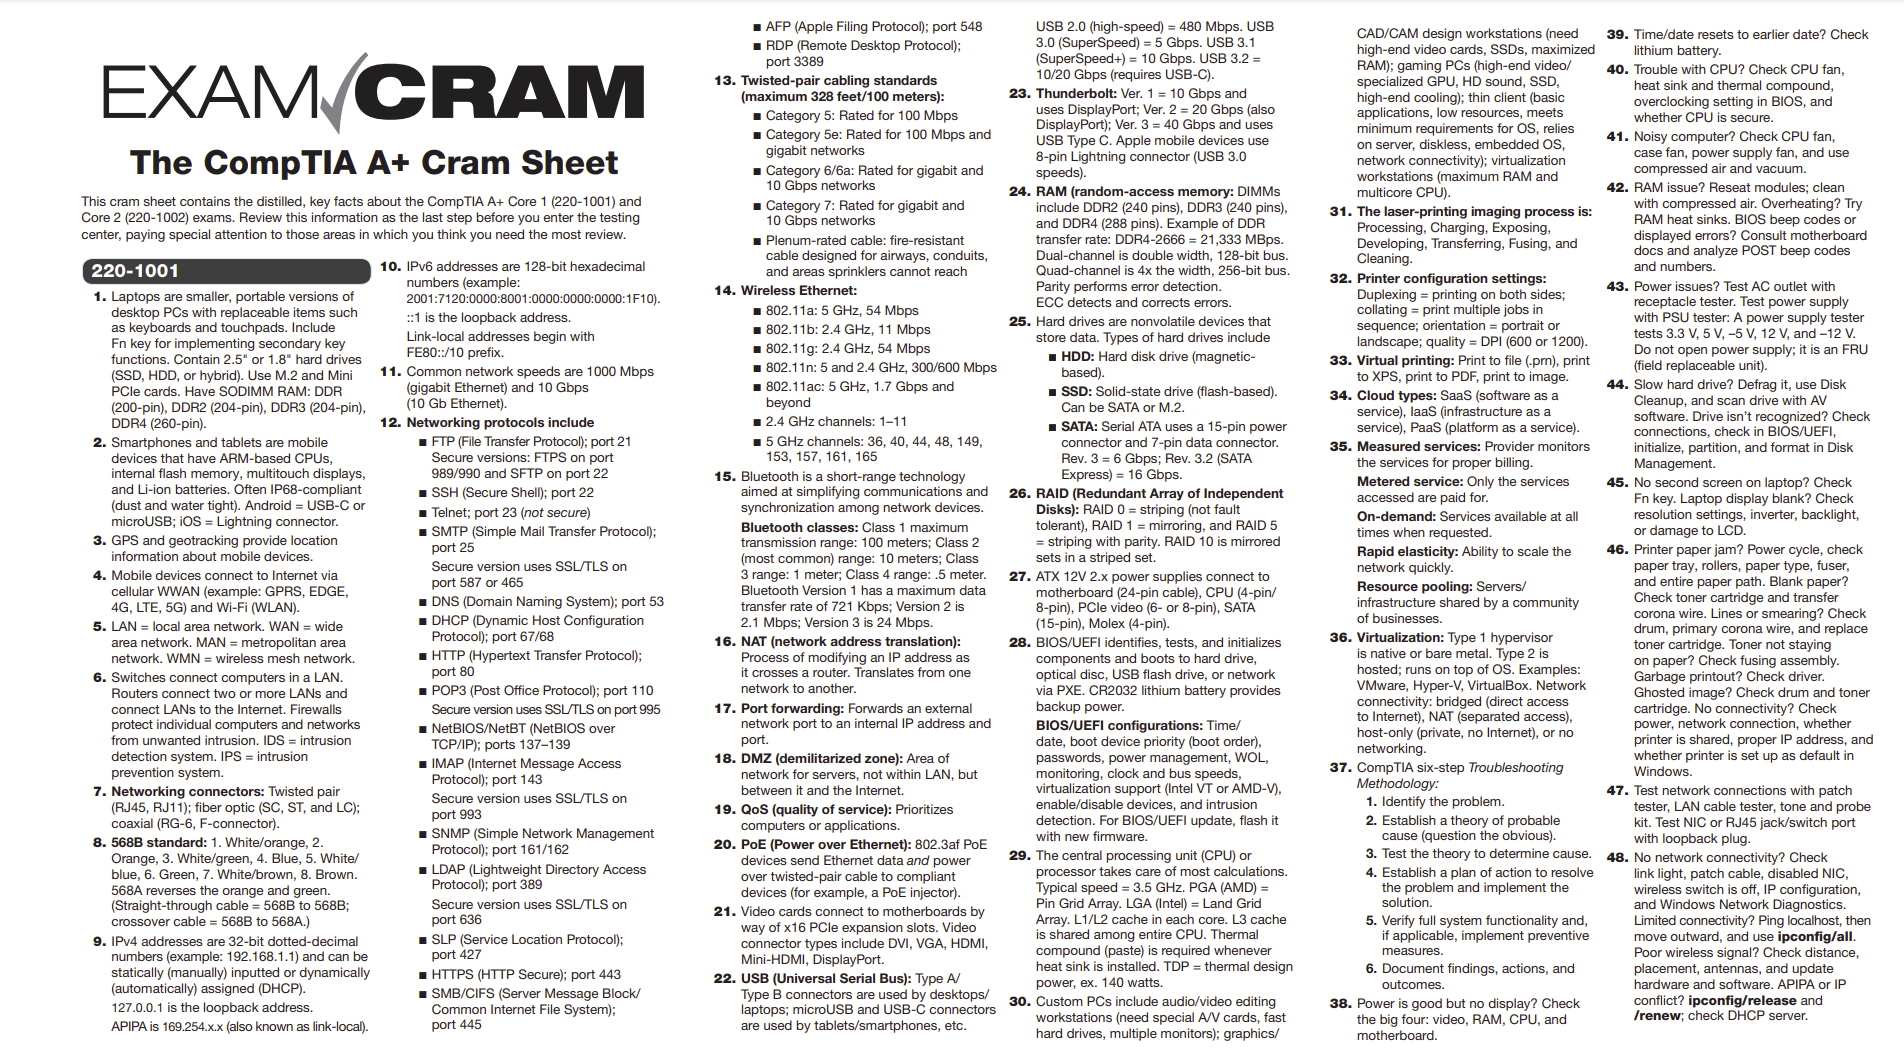 EXAM CRAM
The CompTIA A+ Cram Sheet
This cram sheet contains the distilled, key facts about the CompTIA A+ Core 1 (220-1001) and
Core 2 (220-1002) exams. Review this information as the last step before you enter the testing
center, paying special attention to those areas in which you think you need the most review.
220-1001
1. Laptops are smaller, portable versions of
desktop PCs with replaceable items such
as keyboards and touchpads. Include
Fn key for implementing secondary key
functions. Contain 2.5" or 1.8" hard drives
(SSD, HDD, or hybrid). Use M.2 and Mini
PCIe cards. Have SODIMM RAM: DDR
(200-pin), DDR2 (204-pin), DDR3 (204-pin),
DDR4 (260-pin).
2. Smartphones and tablets are mobile
devices that have ARM-based CPUs,
internal flash memory, multitouch displays,
and Li-ion batteries. Often IP68-compliant
(dust and water tight). Android = USB-C or
microUSB; iOS = Lightning connector.
3. GPS and geotracking provide location
information about mobile devices.
4. Mobile devices connect to Internet via
cellular WWAN (example: GPRS, EDGE,
4G, LTE, 5G) and Wi-Fi (WLAN).
5. LAN = local area network. WAN = wide
area network. MAN = metropolitan area
network. WMN = wireless mesh network.
6. Switches connect computers in a LAN.
Routers connect two or more LANs and
connect LANs to the Internet. Firewalls
protect individual computers and networks
from unwanted intrusion. IDS = intrusion
detection system. IPS = intrusion
prevention system.
7. Networking connectors: Twisted pair
(RJ45, RJ11); fiber optic (SC, ST, and LC);
coaxial (RG-6, F-connector).
8. 568B standard: 1. White/orange, 2.
Orange, 3. White/green, 4. Blue, 5. White/
blue, 6. Green, 7. White/brown, 8. Brown.
568A reverses the orange and green.
(Straight-through cable = 568B to 568B;
crossover cable = 568B to 568A.)
9. IPv4 addresses are 32-bit dotted-decimal
numbers (example: 192.168.1.1) and can be
statically (manually) inputted or dynamically
(automatically) assigned (DHCP).
127.0.0.1 is the loopback address.
APIPA is 169.254.x.x (also known as link-local).
10. IPv6 addresses are 128-bit hexadecimal
numbers (example:
2001:7120:0000:8001:0000:0000:0000:1F10).
::1 is the loopback address.
Link-local addresses begin with
FE80::/10 prefix.
11. Common network speeds are 1000 Mbps
(gigabit Ethernet) and 10 Gbps
(10 Gb Ethernet).
12. Networking protocols include
■ FTP (File Transfer Protocol); port 21
Secure versions: FTPS on port
989/990 and SFTP on port 22
■ SSH (Secure Shell); port 22
■ Telnet; port 23 (not secure)
■ SMTP (Simple Mail Transfer Protocol);
port 25
Secure version uses SSL/TLS on
port 587 or 465
■ DNS (Domain Naming System); port 53
■ DHCP (Dynamic Host Configuration
Protocol); port 67/68
■ HTTP (Hypertext Transfer Protocol);
port 80
■ POP3 (Post Office Protocol); port 110
Secure version uses SSL/TLS on port 995
■ NetBIOS/NetBT (NetBIOS over
TCP/IP); ports 137–139
■ IMAP (Internet Message Access
Protocol); port 143
Secure version uses SSL/TLS on
port 993
■ SNMP (Simple Network Management
Protocol); port 161/162
■ LDAP (Lightweight Directory Access
Protocol); port 389
Secure version uses SSL/TLS on
port 636
■ SLP (Service Location Protocol);
port 427
■ HTTPS (HTTP Secure); port 443
■ SMB/CIFS (Server Message Block/
Common Internet File System);
port 445
■ AFP (Apple Filing Protocol); port 548
■ RDP (Remote Desktop Protocol);
port 3389
13. Twisted-pair cabling standards
(maximum 328 feet/100 meters):
■ Category 5: Rated for 100 Mbps
■ Category 5e: Rated for 100 Mbps and
gigabit networks
■ Category 6/6a: Rated for gigabit and
10 Gbps networks
■ Category 7: Rated for gigabit and
10 Gbps networks
■ Plenum-rated cable: fire-resistant
cable designed for airways, conduits,
and areas sprinklers cannot reach
14. Wireless Ethernet:
■ 802.11a: 5 GHz, 54 Mbps
■ 802.11b: 2.4 GHz, 11 Mbps
■ 802.11g: 2.4 GHz, 54 Mbps
■ 802.11n: 5 and 2.4 GHz, 300/600 Mbps
■ 802.11ac: 5 GHz, 1.7 Gbps and
beyond
■ 2.4 GHz channels: 1–11
■ 5 GHz channels: 36, 40, 44, 48, 149,
153, 157, 161, 165
15. Bluetooth is a short-range technology
aimed at simplifying communications and
synchronization among network devices.
Bluetooth classes: Class 1 maximum
transmission range: 100 meters; Class 2
(most common) range: 10 meters; Class
3 range: 1 meter; Class 4 range: .5 meter.
Bluetooth Version 1 has a maximum data
transfer rate of 721 Kbps; Version 2 is
2.1 Mbps; Version 3 is 24 Mbps.
16. NAT (network address translation):
Process of modifying an IP address as
it crosses a router. Translates from one
network to another.
17. Port forwarding: Forwards an external
network port to an internal IP address and
port.
18. DMZ (demilitarized zone): Area of
network for servers, not within LAN, but
between it and the Internet.
19. QoS (quality of service): Prioritizes
computers or applications.
20. PoE (Power over Ethernet): 802.3af PoE
devices send Ethernet data and power
over twisted-pair cable to compliant
devices (for example, a PoE injector).
21. Video cards connect to motherboards by
way of x16 PCIe expansion slots. Video
connector types include DVI, VGA, HDMI,
Mini-HDMI, DisplayPort.
22. USB (Universal Serial Bus): Type A/
Type B connectors are used by desktops/
laptops; microUSB and USB-C connectors
are used by tablets/smartphones, etc.
USB 2.0 (high-speed) = 480 Mbps. USB
3.0 (SuperSpeed) = 5 Gbps. USB 3.1
(SuperSpeed+) = 10 Gbps. USB 3.2 =
10/20 Gbps (requires USB-C).
23. Thunderbolt: Ver. 1 = 10 Gbps and
uses DisplayPort; Ver. 2 = 20 Gbps (also
DisplayPort); Ver. 3 = 40 Gbps and uses
USB Type C. Apple mobile devices use
8-pin Lightning connector (USB 3.0
speeds).
24. RAM (random-access memory: DIMMs
include DDR2 (240 pins), DDR3 (240 pins),
and DDR4 (288 pins). Example of DDR
transfer rate: DDR4-2666 = 21,333 MBps.
Dual-channel is double width, 128-bit bus.
Quad-channel is 4x the width, 256-bit bus.
Parity performs error detection.
ECC detects and corrects errors.
25. Hard drives are nonvolatile devices that
store data. Types of hard drives include
■ HDD: Hard disk drive (magnetic-
based).
■ SSD: Solid-state drive (flash-based).
Can be SATA or M.2.
■ SATA: Serial ATA uses a 15-pin power
connector and 7-pin data connector.
Rev. 3 = 6 Gbps; Rev. 3.2 (SATA
Express) = 16 Gbps.
26. RAID (Redundant Array of Independent
Disks): RAID 0 = striping (not fault
tolerant), RAID 1 = mirroring, and RAID 5
= striping with parity. RAID 10 is mirrored
sets in a striped set.
27. ATX 12V 2.x power supplies connect to
motherboard (24-pin cable), CPU (4-pin/
8-pin), PCIe video (6- or 8-pin), SATA
(15-pin), Molex (4-pin).
28. BIOS/UEFI identifies, tests, and initializes
components and boots to hard drive,
optical disc, USB flash drive, or network
via PXE. CR2032 lithium battery provides
backup power.
BIOS/UEFI configurations: Time/
date, boot device priority (boot order),
passwords, power management, WOL,
monitoring, clock and bus speeds,
virtualization support (Intel VT or AMD-V),
enable/disable devices, and intrusion
detection. For BIOS/UEFI update, flash it
with new firmware.
29. The central processing unit (CPU) or
processor takes care of most calculations.
Typical speed = 3.5 GHz. PGA (AMD) =
Pin Grid Array. LGA (Intel) = Land Grid
Array. L1/L2 cache in each core. L3 cache
is shared among entire CPU. Thermal
compound (paste) is required whenever
heat sink is installed. TDP = thermal design
power, ex. 140 watts.
30. Custom PCs include audio/video editing
workstations (need special A/V cards, fast
hard drives, multiple monitors); graphics/
CAD/CAM design workstations (need
high-end video cards, SSDs, maximized
RAM); gaming PCs (high-end video/
specialized GPU, HD sound, SSD,
high-end cooling); thin client (basic
applications, low resources, meets
minimum requirements for OS, relies
on server, diskless, embedded OS,
network connectivity); virtualization
workstations (maximum RAM and
multicore CPU).
31. The laser-printing imaging process is:
Processing, Charging, Exposing,
Developing, Transferring, Fusing, and
Cleaning.
32. Printer configuration settings:
Duplexing = printing on both sides;
collating = print multiple jobs in
sequence; orientation = portrait or
landscape; quality = DPI (600 or 1200).
33. Virtual printing: Print to file (.prn), print
to XPS, print to PDF, print to image.
34. Cloud types: SaaS (software as a
service), IaaS (infrastructure as a
service), PaaS (platform as a service).
35. Measured services: Provider monitors
the services for proper billing.
Metered service: Only the services
accessed are paid for.
On-demand: Services available at all
times when requested.
Rapid elasticity: Ability to scale the
network quickly.
Resource pooling: Servers/
infrastructure shared by a community
of businesses.
36. Virtualization: Type 1 hypervisor
is native or bare metal. Type 2 is
hosted; runs on top of OS. Examples:
VMware, Hyper-V, VirtualBox. Network
connectivity: bridged (direct access
to Internet), NAT (separated access),
host-only (private, no Internet), or no
networking.
37. CompTIA six-step Troubleshooting
Methodology:
1. Identify the problem.
2. Establish a theory of probable
cause (question the obvious).
3. Test the theory to determine cause.
4. Establish a plan of action to resolve
the problem and implement the
solution.
5. Verify full system functionality and,
if applicable, implement preventive
measures.
6. Document findings, actions, and
outcomes.
38. Power is good but no display? Check
the big four: video, RAM, CPU, and
motherboard.
39. Time/date resets to earlier date? Check
lithium battery.
40. Trouble with CPU? Check CPU fan,
heat sink and thermal compound,
overclocking setting in BIOS, and
whether CPU is secure.
41. Noisy computer? Check CPU fan,
case fan, power supply fan, and use
compressed air and vacuum.
42. RAM issue? Reseat modules; clean
with compressed air. Overheating? Try
RAM heat sinks. BIOS beep codes or
displayed errors? Consult motherboard
docs and analyze POST beep codes
and numbers.
43. Power issues? Test AC outlet with
receptacle tester. Test power supply
with PSU tester: A power supply tester
tests 3.3 V, 5 V, –5 V, 12 V, and –12 V.
Do not open power supply; it is an FRU
(field replaceable unit).
44. Slow hard drive? Defrag it, use Disk
Cleanup, and scan drive with AV
software. Drive isn't recognized? Check
connections, check in BIOS/UEFI,
initialize, partition, and format in Disk
Management.
45. No second screen on laptop? Check
Fn key. Laptop display blank? Check
resolution settings, inverter, backlight,
or damage to LCD.
46. Printer paper jam? Power cycle, check
paper tray, rollers, paper type, fuser,
and entire paper path. Blank paper?
Check toner cartridge and transfer
corona wire. Lines or smearing? Check
drum, primary corona wire, and replace
toner cartridge. Toner not staying
on paper? Check fusing assembly.
Garbage printout? Check driver.
Ghosted image? Check drum and toner
cartridge. No connectivity? Check
power, network connection, whether
printer is shared, proper IP address, and
whether printer is set up as default in
Windows.
47. Test network connections with patch
tester, LAN cable tester, tone and probe
kit. Test NIC or RJ45 jack/switch port
with loopback plug.
48. No network connectivity? Check
link light, patch cable, disabled NIC,
wireless switch is off, IP configuration,
and Windows Network Diagnostics.
Limited connectivity? Ping localhost, then
move outward, and use ipconfig/all.
Poor wireless signal? Check distance,
placement, antennas, and update
hardware and software. APIPA or IP
conflict? ipconfig/release and
/renew; check DHCP server.